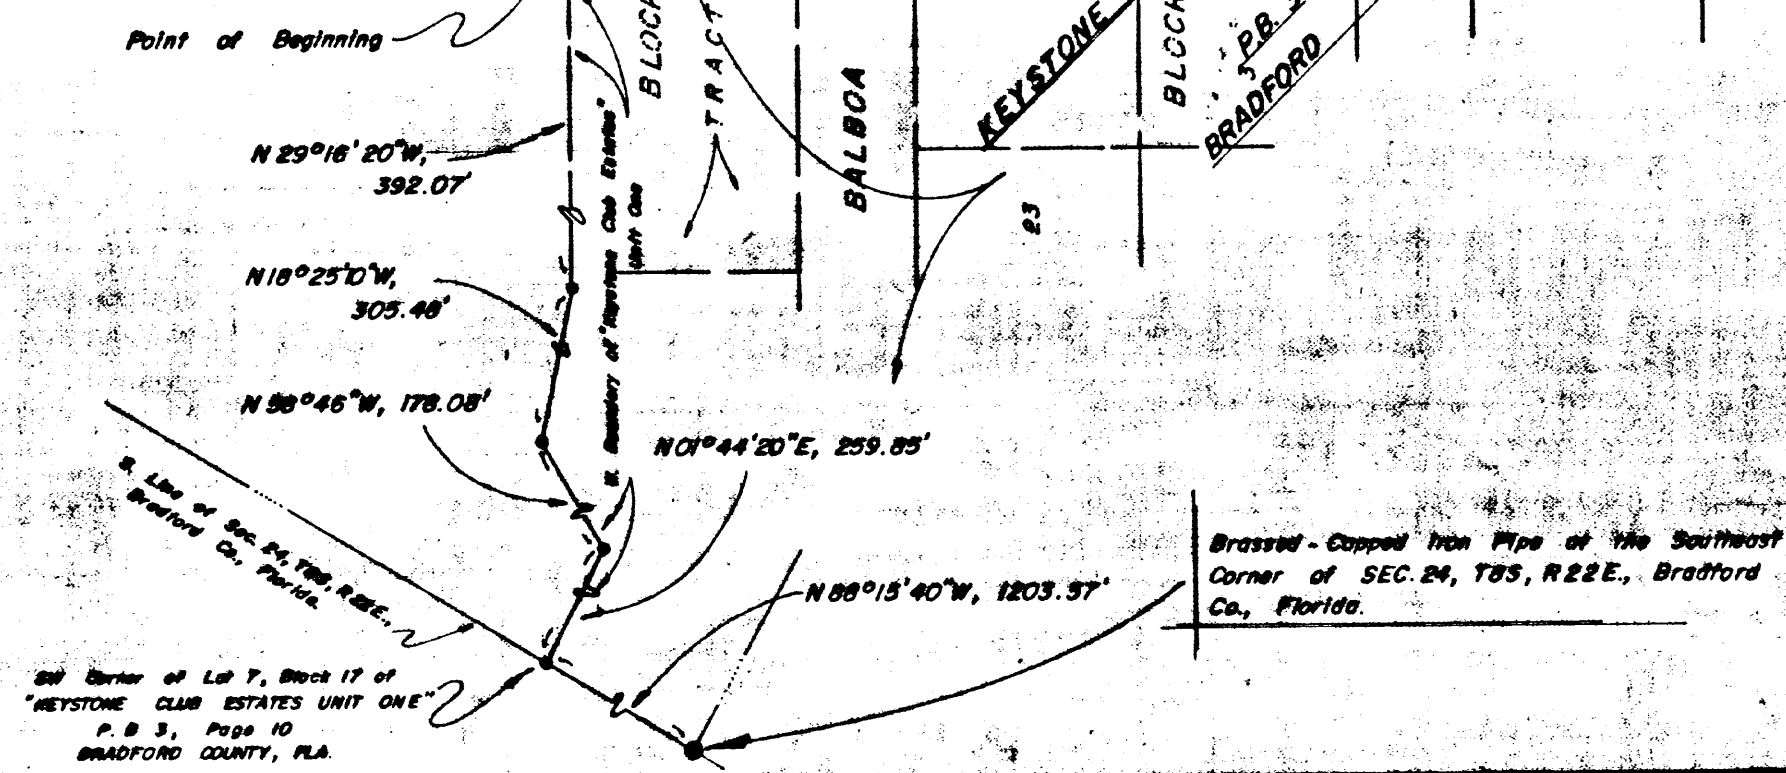 Point of Beginning
BLOCK
TRACT
BALBOA
KEYSTONE
BLOCK
P.B. 3
BRADFORD
23
N 29°16'20"W,
392.07'
N18°25'10"W,
305.48'
W. Boundary of "Keystone Club Estates"
Unit One
N 58°46"W, 178.08'
N01°44'20"E, 259.85'
S. Line of Sec. 24, T8S, R22E.,
Bradford Co., Florida.
N88°15'40"W, 1203.57'
Brassed-Capped Iron Pipe at the Southeast
Corner of SEC. 24, T8S, R22E., Bradford
Co., Florida.
SW Corner of Lot 7, Block 17 of
"KEYSTONE CLUB ESTATES UNIT ONE"
P. B 3, Page 10
BRADFORD COUNTY, FLA.